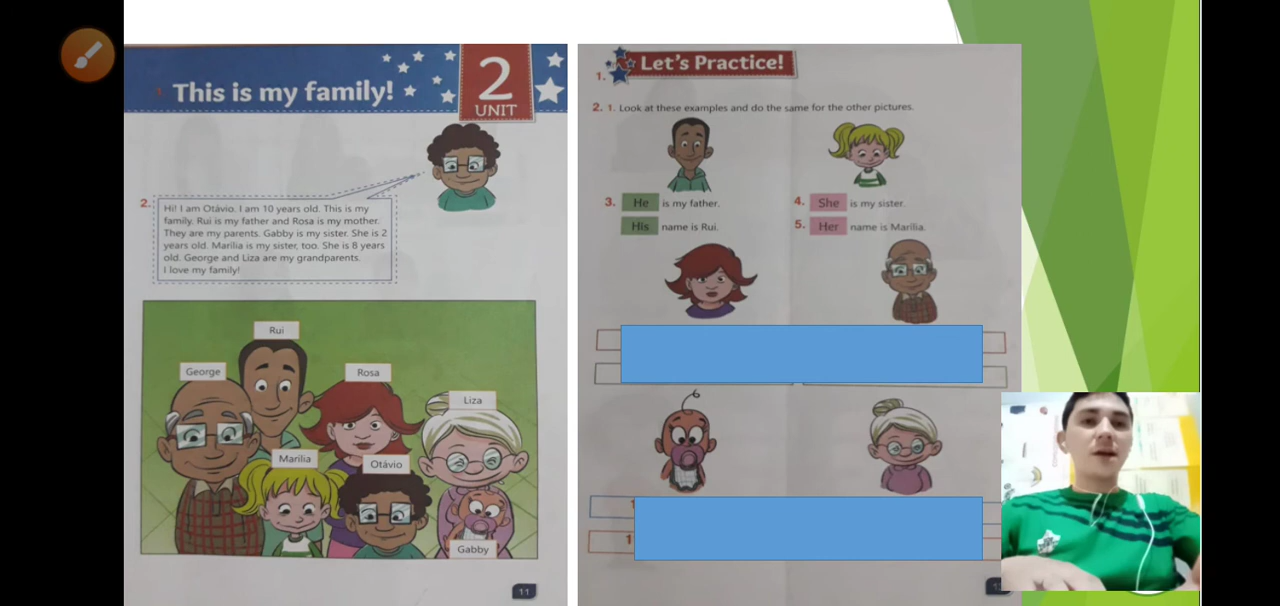 This is my family!
2
UNIT
2.
Hi! I am Otávio. I am 10 years old. This is my
family. Rui is my father and Rosa is my mother.
They are my parents. Gabby is my sister. She is 2
years old. Marília is my sister, too. She is 8 years
old. George and Liza are my grandparents.
I love my family!
Rui
George
Rosa
Liza
Marília
Otávio
Gabby
11
1.
Let's Practice!
2. 1. Look at these examples and do the same for the other pictures.
3. He is my father.
His name is Rui.
4. She is my sister.
5. Her name is Marília.